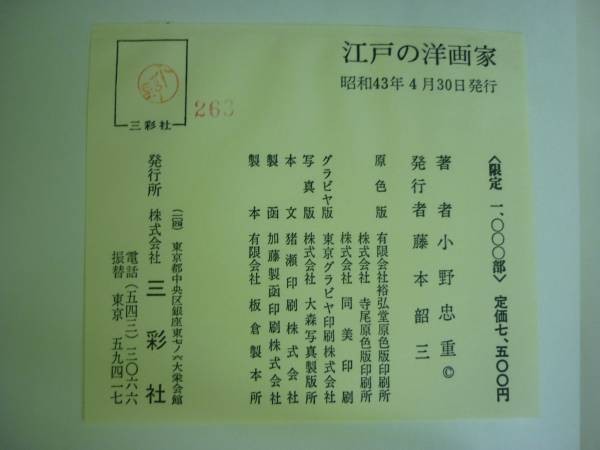 江戸の洋画家
昭和43年4月30日発行
〈限定 一、〇〇〇部〉 定価七、五〇〇円
著者 小野忠重©
発行者 藤本韶三
原色版 有限会社裕弘堂原色版印刷所
株式会社 寺尾原色版印刷所
株式会社 同美印刷
グラビヤ版 東京グラビヤ印刷株式会社
写真版 株式会社 大森写真製版所
本文 猪瀬印刷株式会社
製函 加藤製函印刷株式会社
製本 有限会社 板倉製本所
(一〇四) 東京都中央区銀座東七ノ六大栄会館
発行所 株式会社 三彩社
電話(五四三)三〇六六
振替 東京 五九四一七
三彩社
263